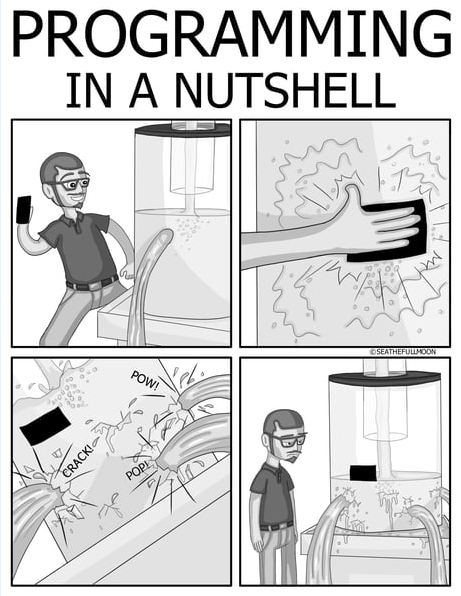 PROGRAMMING
IN A NUTSHELL
©SEATHEFULLMOON
POW!
CRACK!
POP!